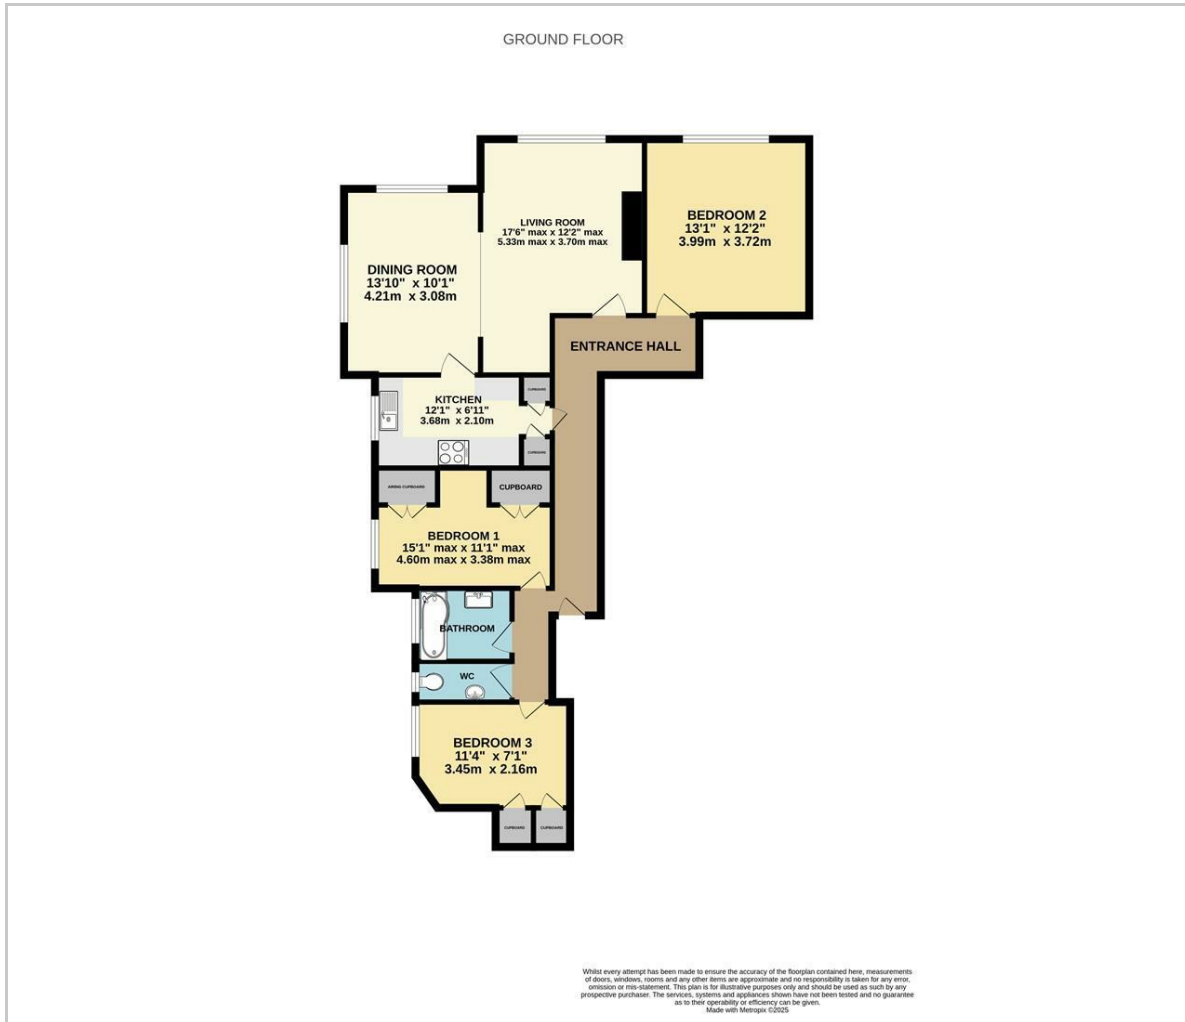 GROUND FLOOR
BEDROOM 2
13'1" x 12'2"
3.99m x 3.72m
LIVING ROOM
17'6" max x 12'2" max
5.33m max x 3.70m max
DINING ROOM
13'10" x 10'1"
4.21m x 3.08m
ENTRANCE HALL
KITCHEN
12'1" x 6'11"
3.68m x 2.10m
CUPBOARD
CUPBOARD
AIRING CUPBOARD
CUPBOARD
BEDROOM 1
15'1" max x 11'1" max
4.60m max x 3.38m max
BATHROOM
WC
BEDROOM 3
11'4" x 7'1"
3.45m x 2.16m
CUPBOARD
CUPBOARD
Whilst every attempt has been made to ensure the accuracy of the floorplan contained here, measurements
of doors, windows, rooms and any other items are approximate and no responsibility is taken for any error,
omission or mis-statement. This plan is for illustrative purposes only and should be used as such by any
prospective purchaser. The services, systems and appliances shown have not been tested and no guarantee
as to their operability or efficiency can be given.
Made with Metropix ©2025